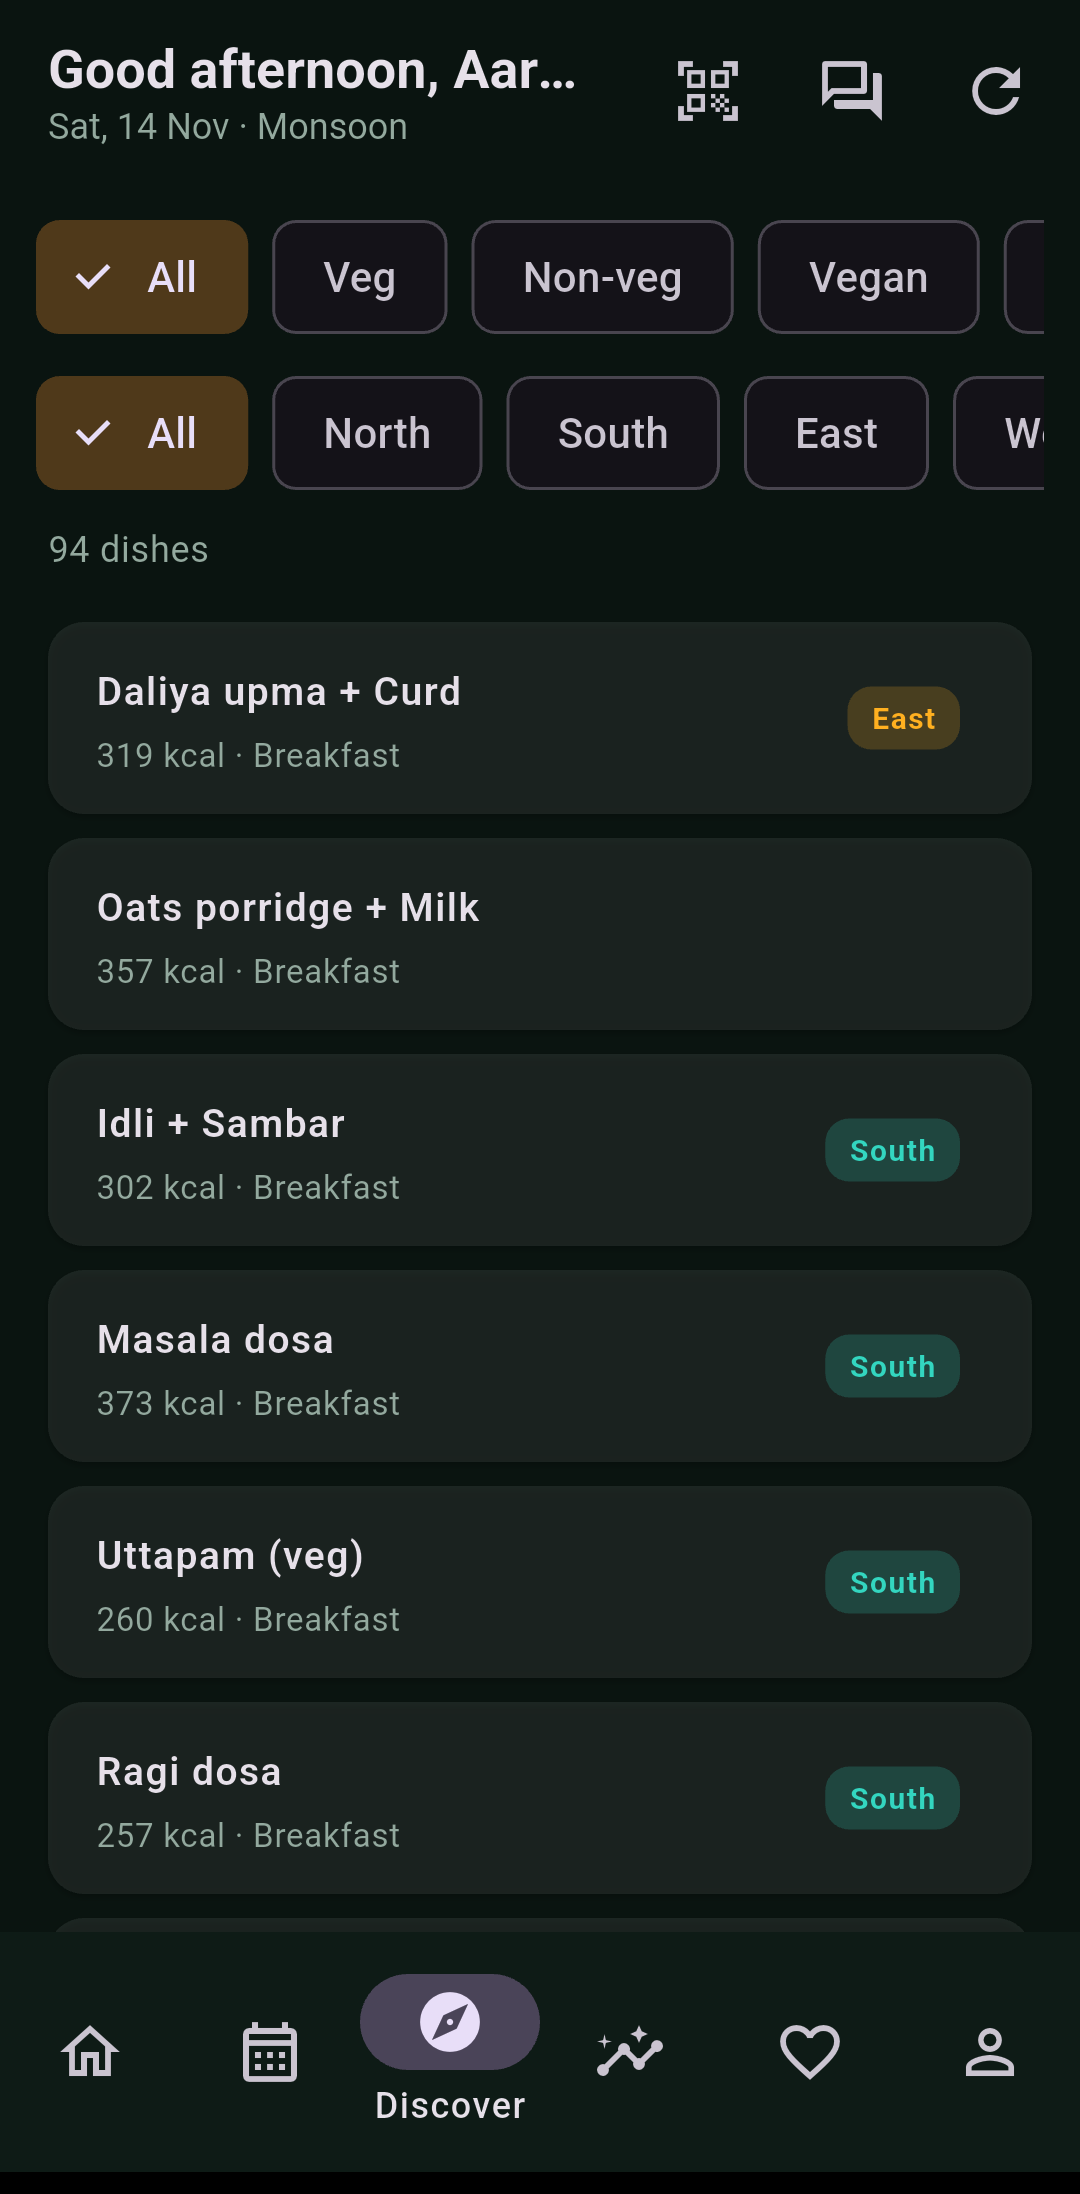 Good afternoon, Aar...
Sat, 14 Nov · Monsoon
All
Veg
Non-veg
Vegan
All
North
South
East
94 dishes
Daliya upma + Curd
319 kcal · Breakfast
East
Oats porridge + Milk
357 kcal · Breakfast
Idli + Sambar
302 kcal · Breakfast
South
Masala dosa
373 kcal · Breakfast
South
Uttapam (veg)
260 kcal · Breakfast
South
Ragi dosa
257 kcal · Breakfast
South
Discover